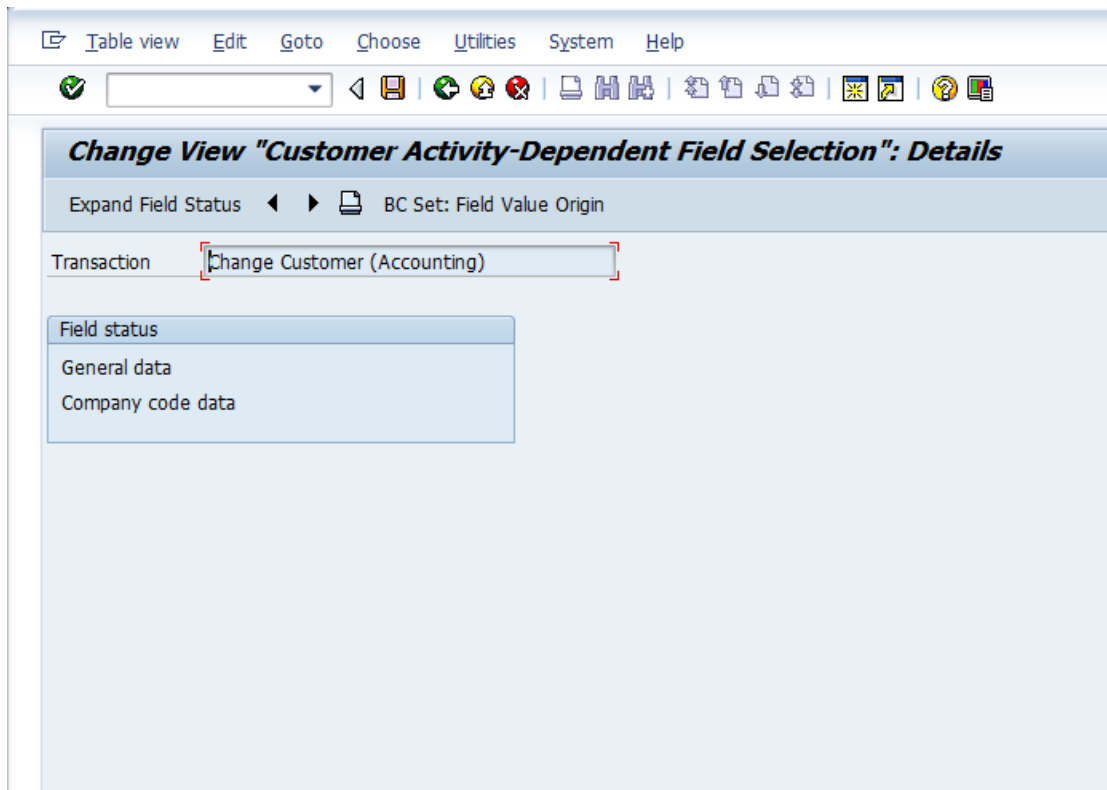 Table view Edit Goto Choose Utilities System Help
Change View "Customer Activity-Dependent Field Selection": Details
Expand Field Status BC Set: Field Value Origin
Transaction Change Customer (Accounting)
Field status
General data
Company code data